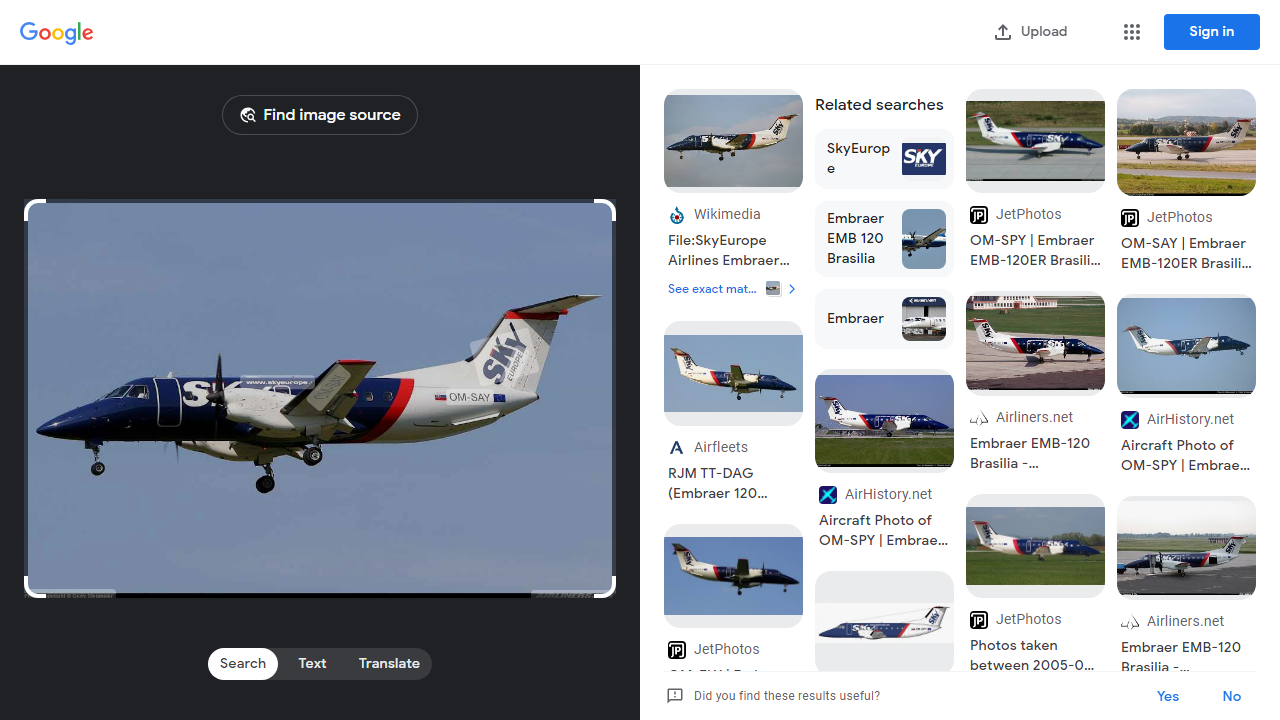 Google
Upload
Sign in
Find image source
SKY
www.skyeurope.
OM-SAY
SKY
EUROPE
Search
Text
Translate
Wikimedia
File:SkyEurope
Airlines Embraer...
See exact mat...
Airfleets
RJM TT-DAG
(Embraer 120...
JetPhotos
Related searches
SkyEurop
e
SKY
EUROPE
Embraer
EMB 120
Brasilia
Embraer
AirHistory.net
Aircraft Photo of
OM-SPY | Embrae...
JetPhotos
OM-SPY | Embraer
EMB-120ER Brasili...
Airliners.net
Embraer EMB-120
Brasilia -...
JetPhotos
Photos taken
between 2005-0...
JetPhotos
OM-SAY | Embraer
EMB-120ER Brasili...
AirHistory.net
Aircraft Photo of
OM-SPY | Embrae...
Airliners.net
Embraer EMB-120
Brasilia -...
Did you find these results useful?
Yes
No